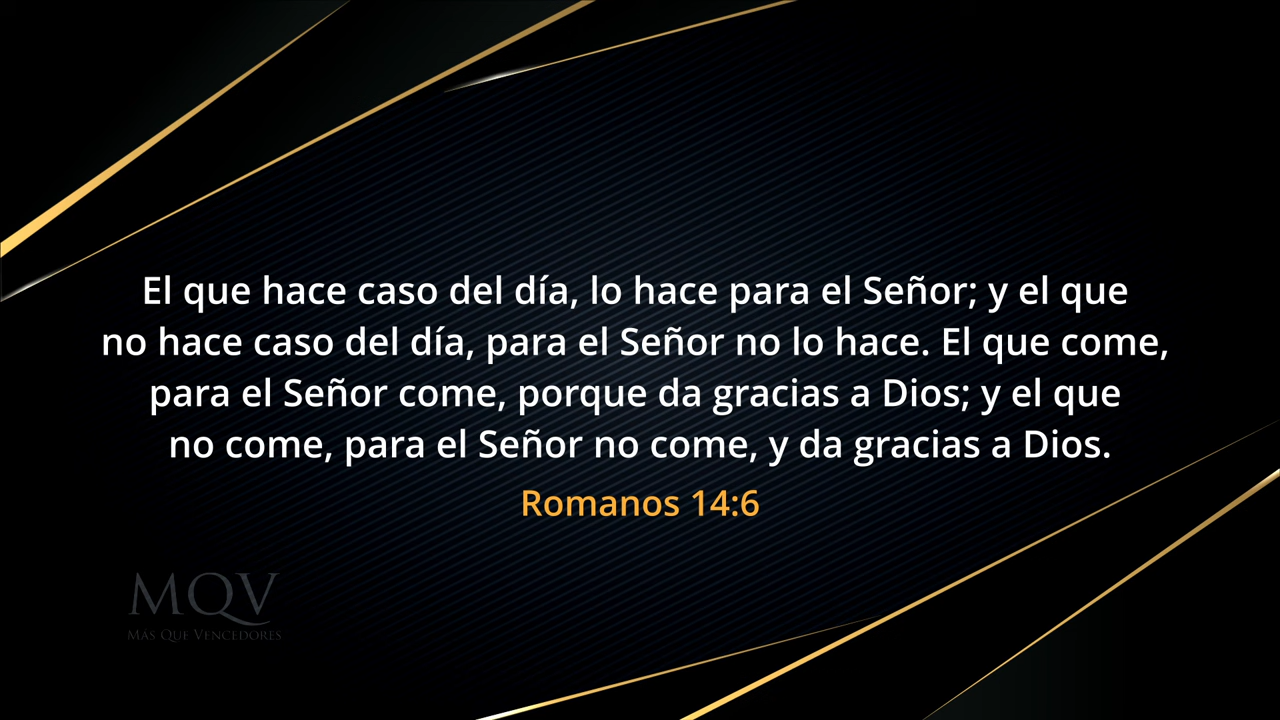 El que hace caso del día, lo hace para el Señor; y el que
no hace caso del día, para el Señor no lo hace. El que come,
para el Señor come, porque da gracias a Dios; y el que
no come, para el Señor no come, y da gracias a Dios.
Romanos 14:6
MQV
Más Que Vencedores